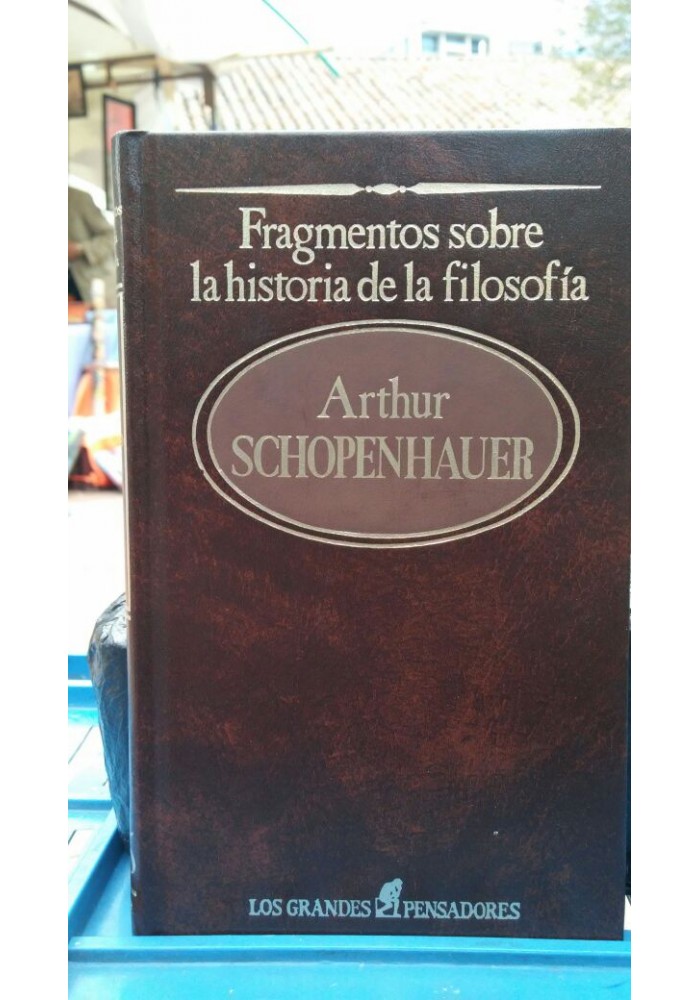 Fragmentos sobre
la historia de la filosofía
Arthur
SCHOPENHAUER
LOS GRANDES PENSADORES